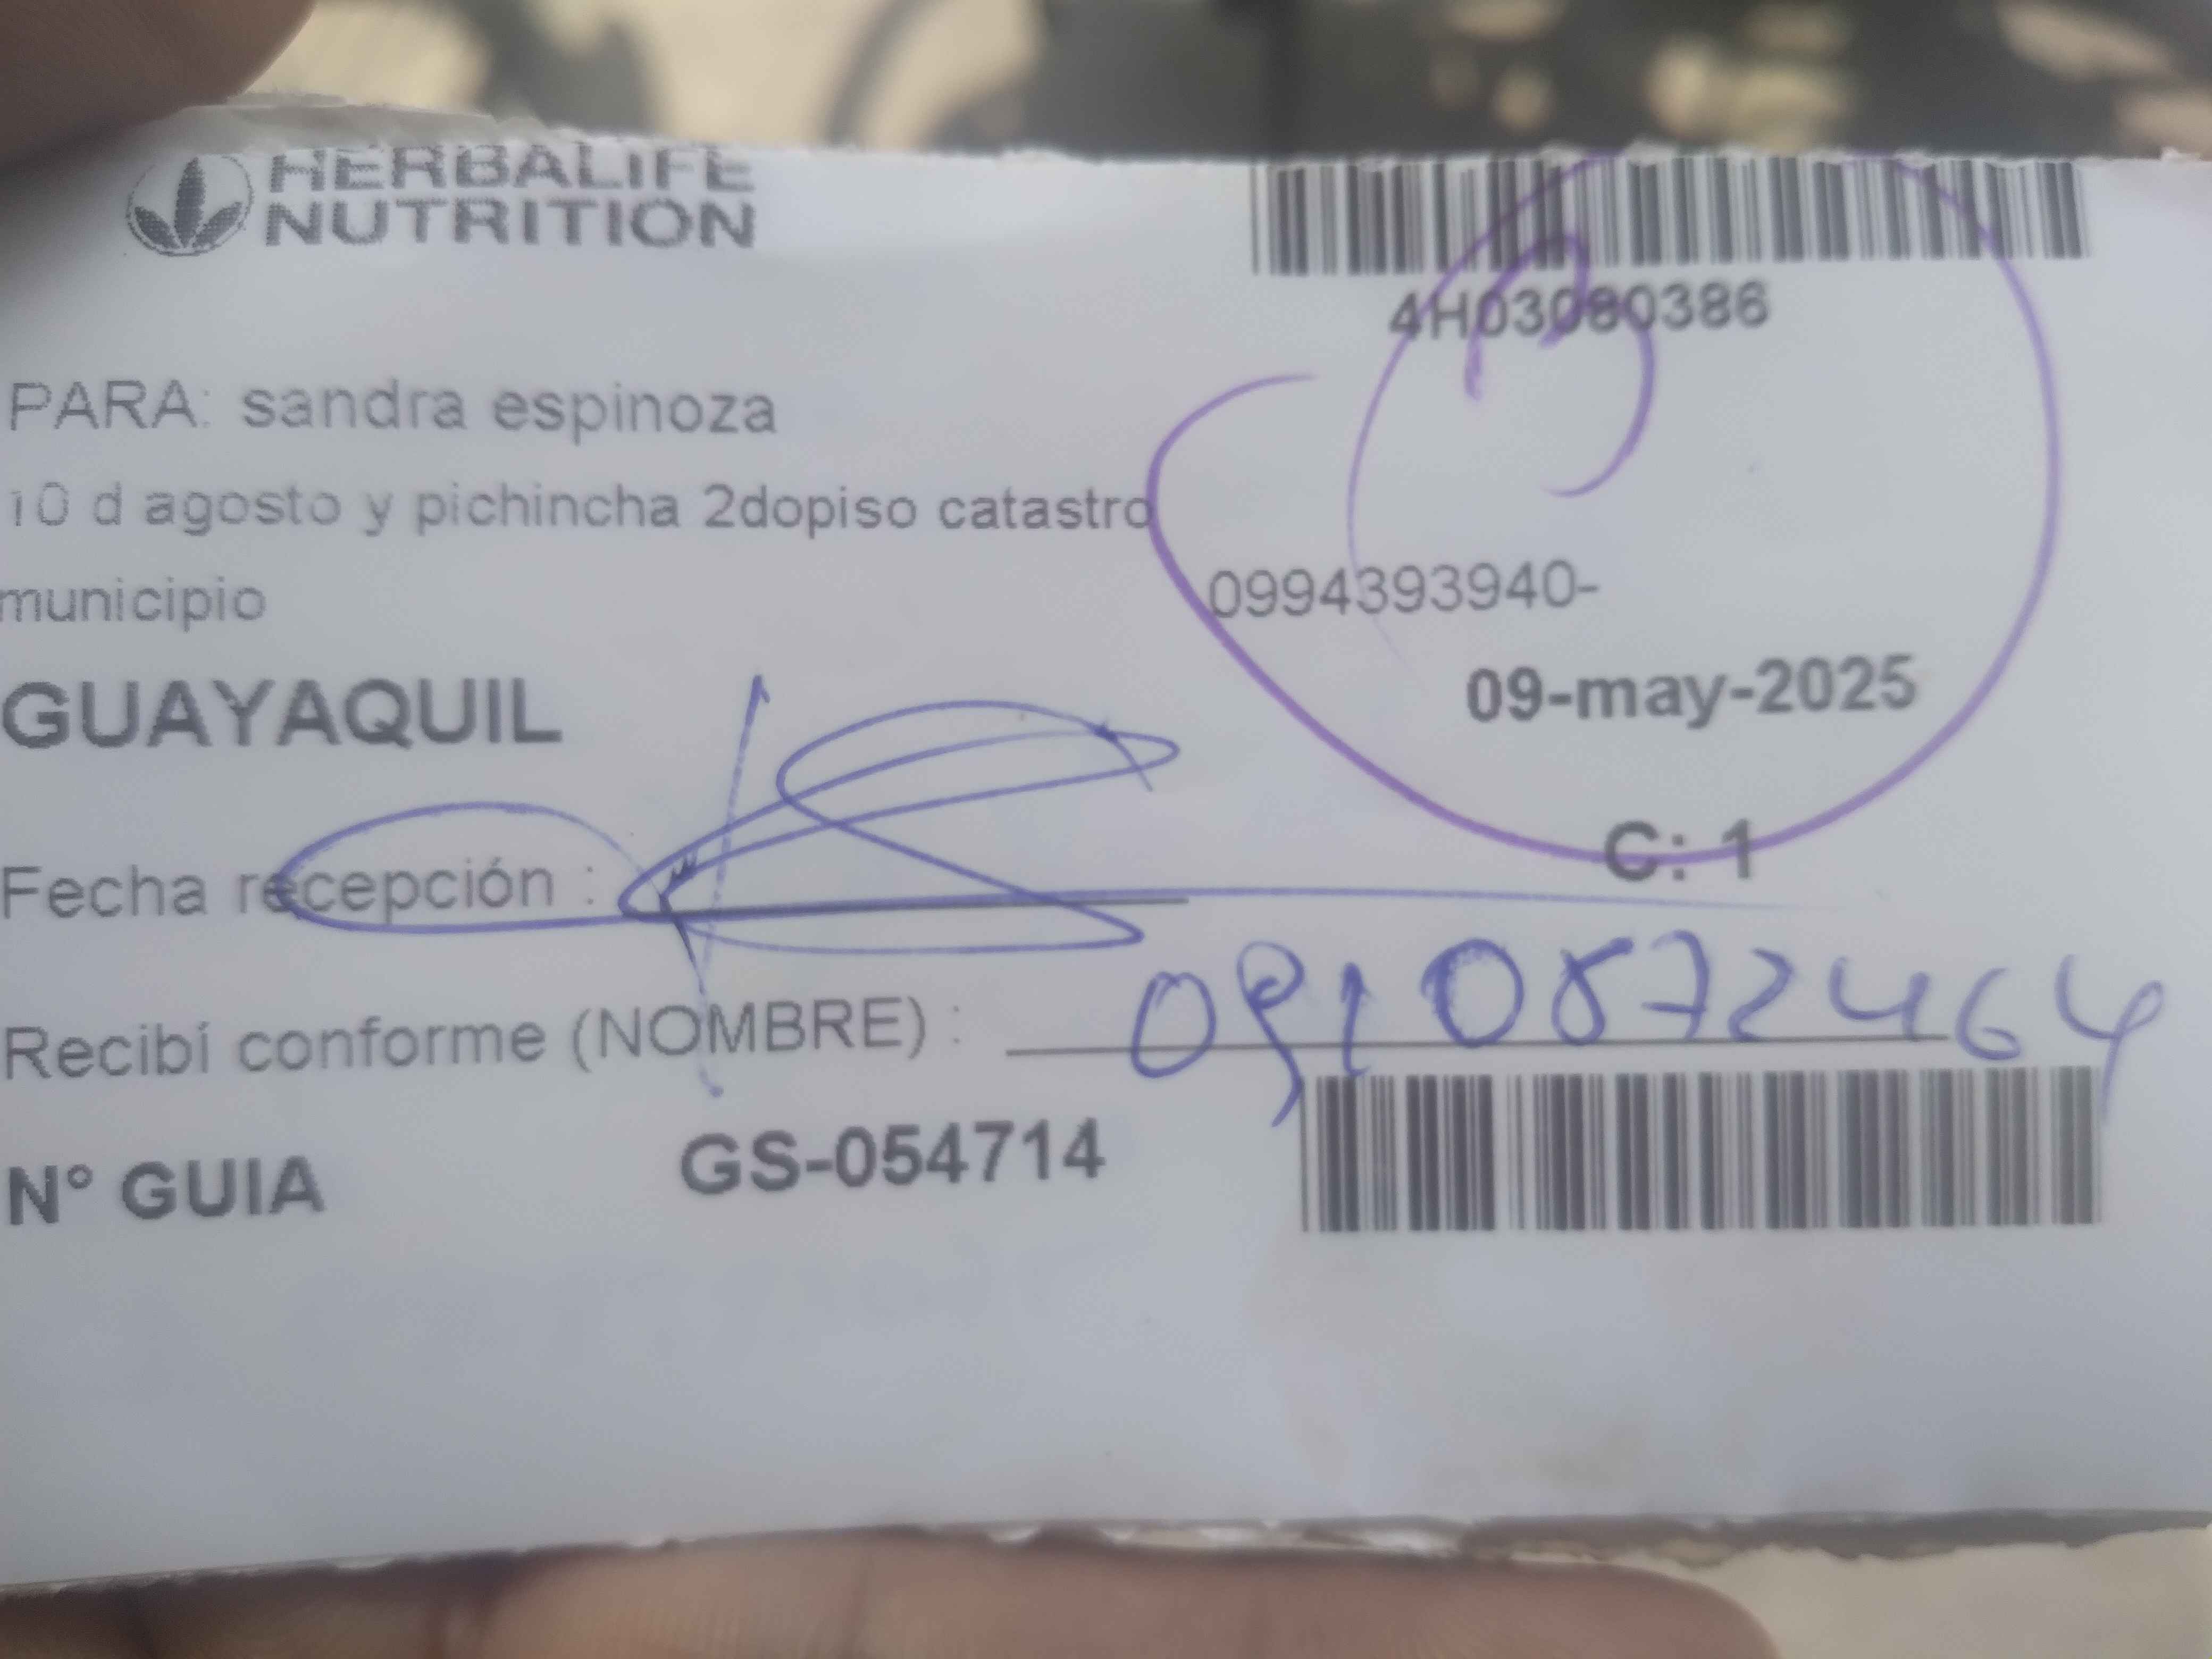 HERBALIFE
NUTRITION
4H03080386
PARA: sandra espinoza
10 d agosto y pichincha 2dopiso catastro
municipio
0994393940-
GUAYAQUIL
09-may-2025
C: 1
Fecha recepción :
Recibí conforme (NOMBRE) : 0910872464
N° GUIA GS-054714